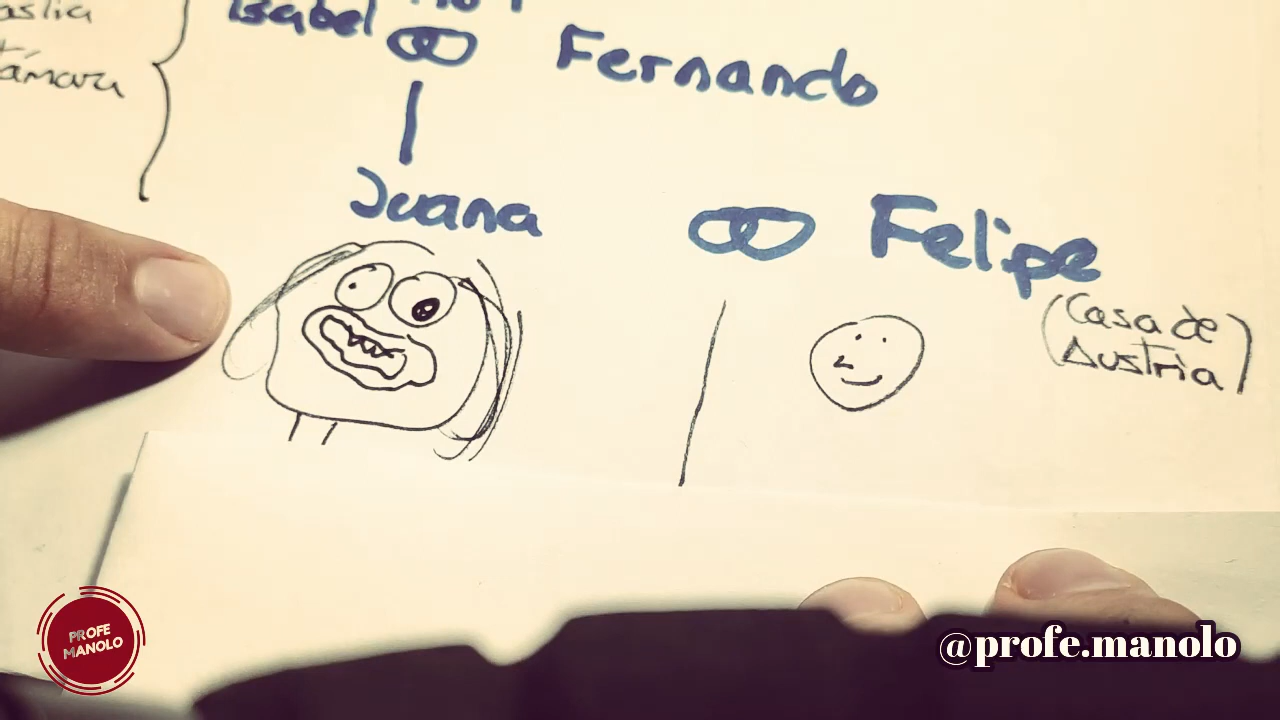 Isabel
Fernando
Juana
Felipe
(Casa de
Austria)
PROFE
MANOLO
@profe.manolo